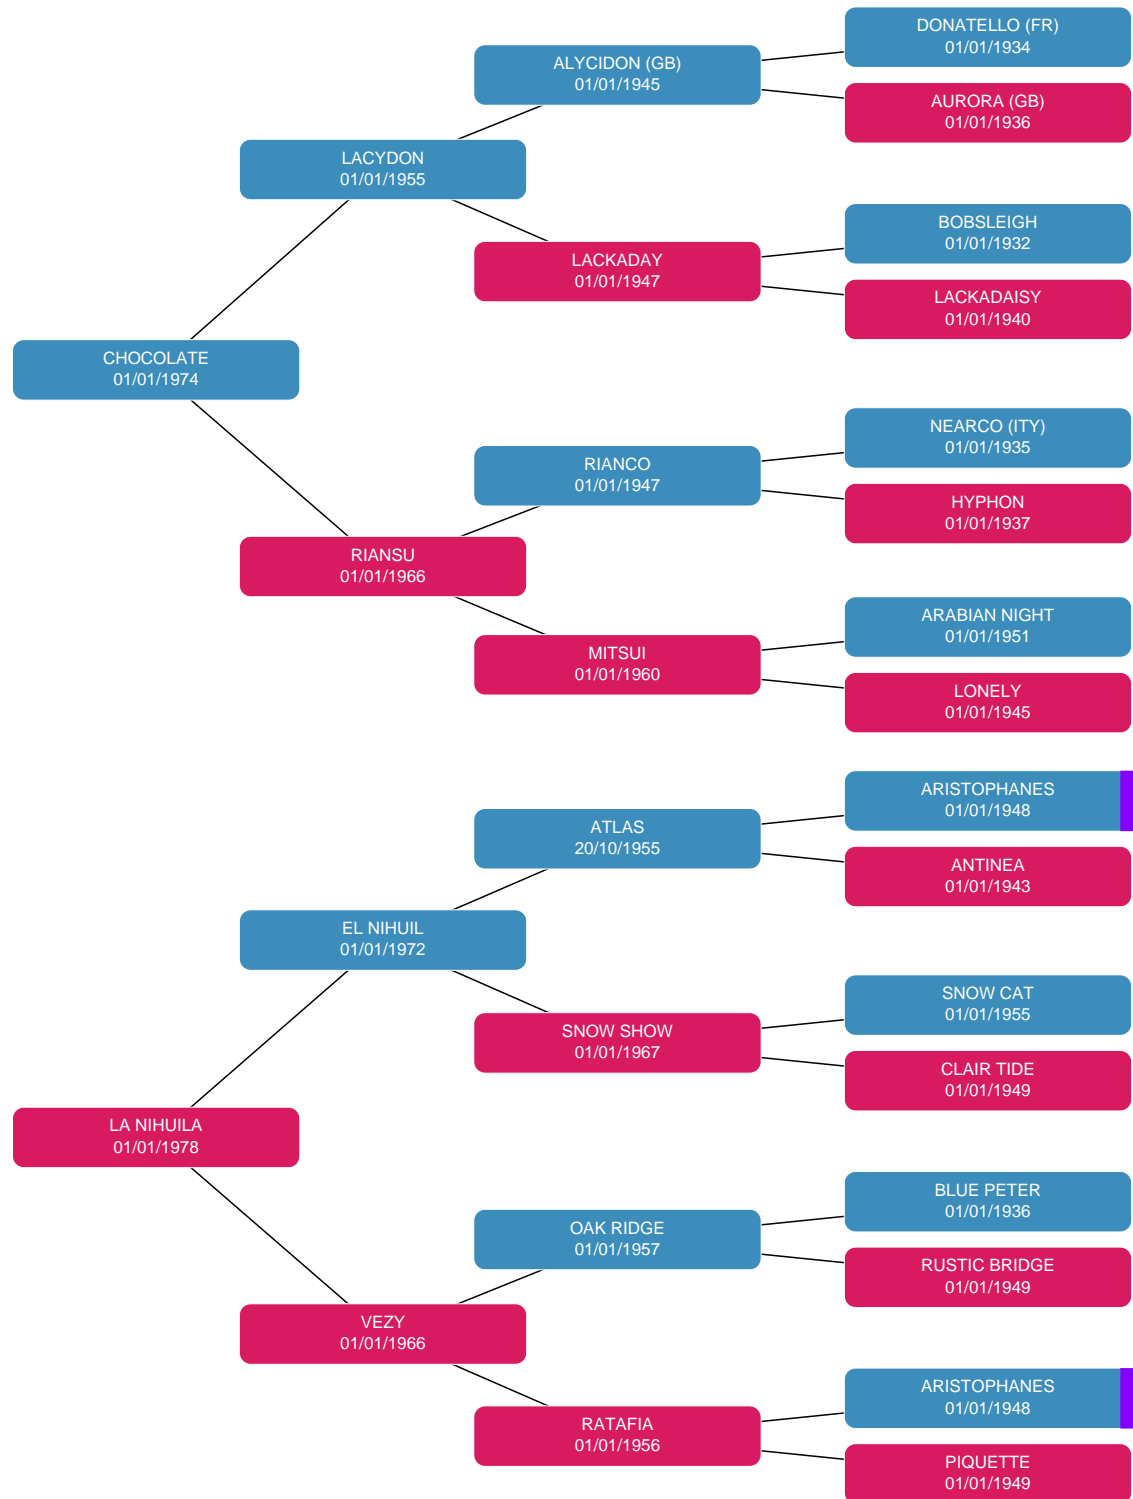 DONATELLO (FR)
01/01/1934
ALYCIDON (GB)
01/01/1945
AURORA (GB)
01/01/1936
LACYDON
01/01/1955
BOBSLEIGH
01/01/1932
LACKADAY
01/01/1947
LACKADAISY
01/01/1940
CHOCOLATE
01/01/1974
NEARCO (ITY)
01/01/1935
RIANCO
01/01/1947
HYPHON
01/01/1937
RIANSU
01/01/1966
ARABIAN NIGHT
01/01/1951
MITSUI
01/01/1960
LONELY
01/01/1945
ARISTOPHANES
01/01/1948
ATLAS
20/10/1955
ANTINEA
01/01/1943
EL NIHUIL
01/01/1972
SNOW CAT
01/01/1955
SNOW SHOW
01/01/1967
CLAIR TIDE
01/01/1949
LA NIHUILA
01/01/1978
BLUE PETER
01/01/1936
OAK RIDGE
01/01/1957
RUSTIC BRIDGE
01/01/1949
VEZY
01/01/1966
ARISTOPHANES
01/01/1948
RATAFIA
01/01/1956
PIQUETTE
01/01/1949